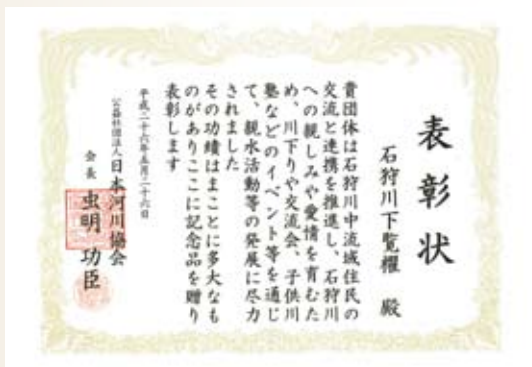 表彰状
石狩川下覧櫂 殿
貴団体は石狩川中流域住民の
交流と連携を推進し、石狩川
への親しみや愛情を育むた
め、川下りや交流会、子供川
塾などのイベント等を通じ
て、親水活動等の発展に尽力
されました
その功績はまことに多大なも
のがありここに記念品を贈り
表彰します
平成二十六年五月二十六日
公益社団法人日本河川協会
会長 虫明 功臣